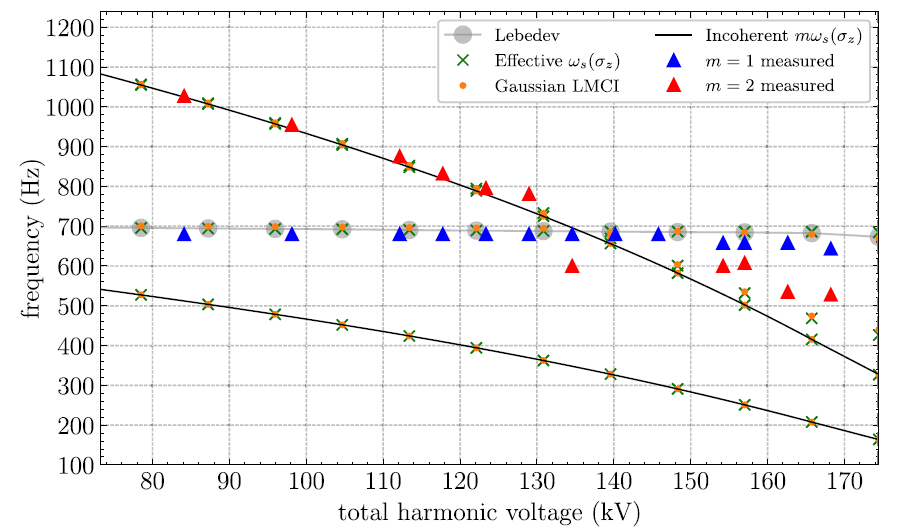 1200
1100
1000
900
800
700
600
500
400
300
200
100
80 90 100 110 120 130 140 150 160 170
frequency (Hz)
total harmonic voltage (kV)
Lebedev
Effective ωₛ(σ_z)
Gaussian LMCI
Incoherent mωₛ(σ_z)
m = 1 measured
m = 2 measured